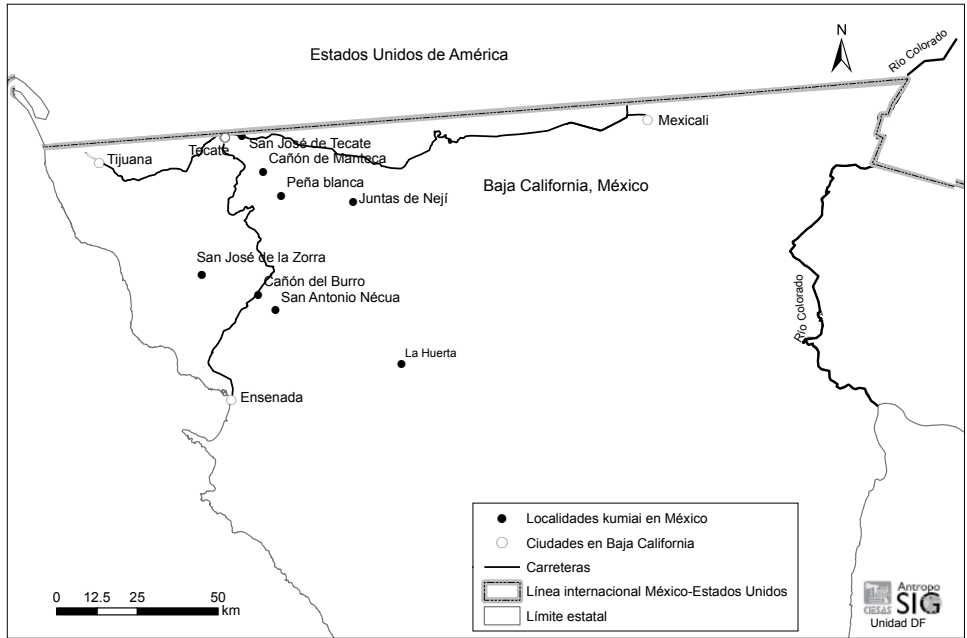 Estados Unidos de América
N
Río Colorado
Mexicali
Tecate
San José de Tecate
Tijuana
Cañón de Manteca
Peña blanca
Baja California, México
Juntas de Nejí
San José de la Zorra
Cañón del Burro
San Antonio Nécua
Río Colorado
La Huerta
Ensenada
Localidades kumiai en México
Ciudades en Baja California
Carreteras
Línea internacional México-Estados Unidos
Límite estatal
0 12.5 25 50
km
Antropo
CIESAS SIG
Unidad DF